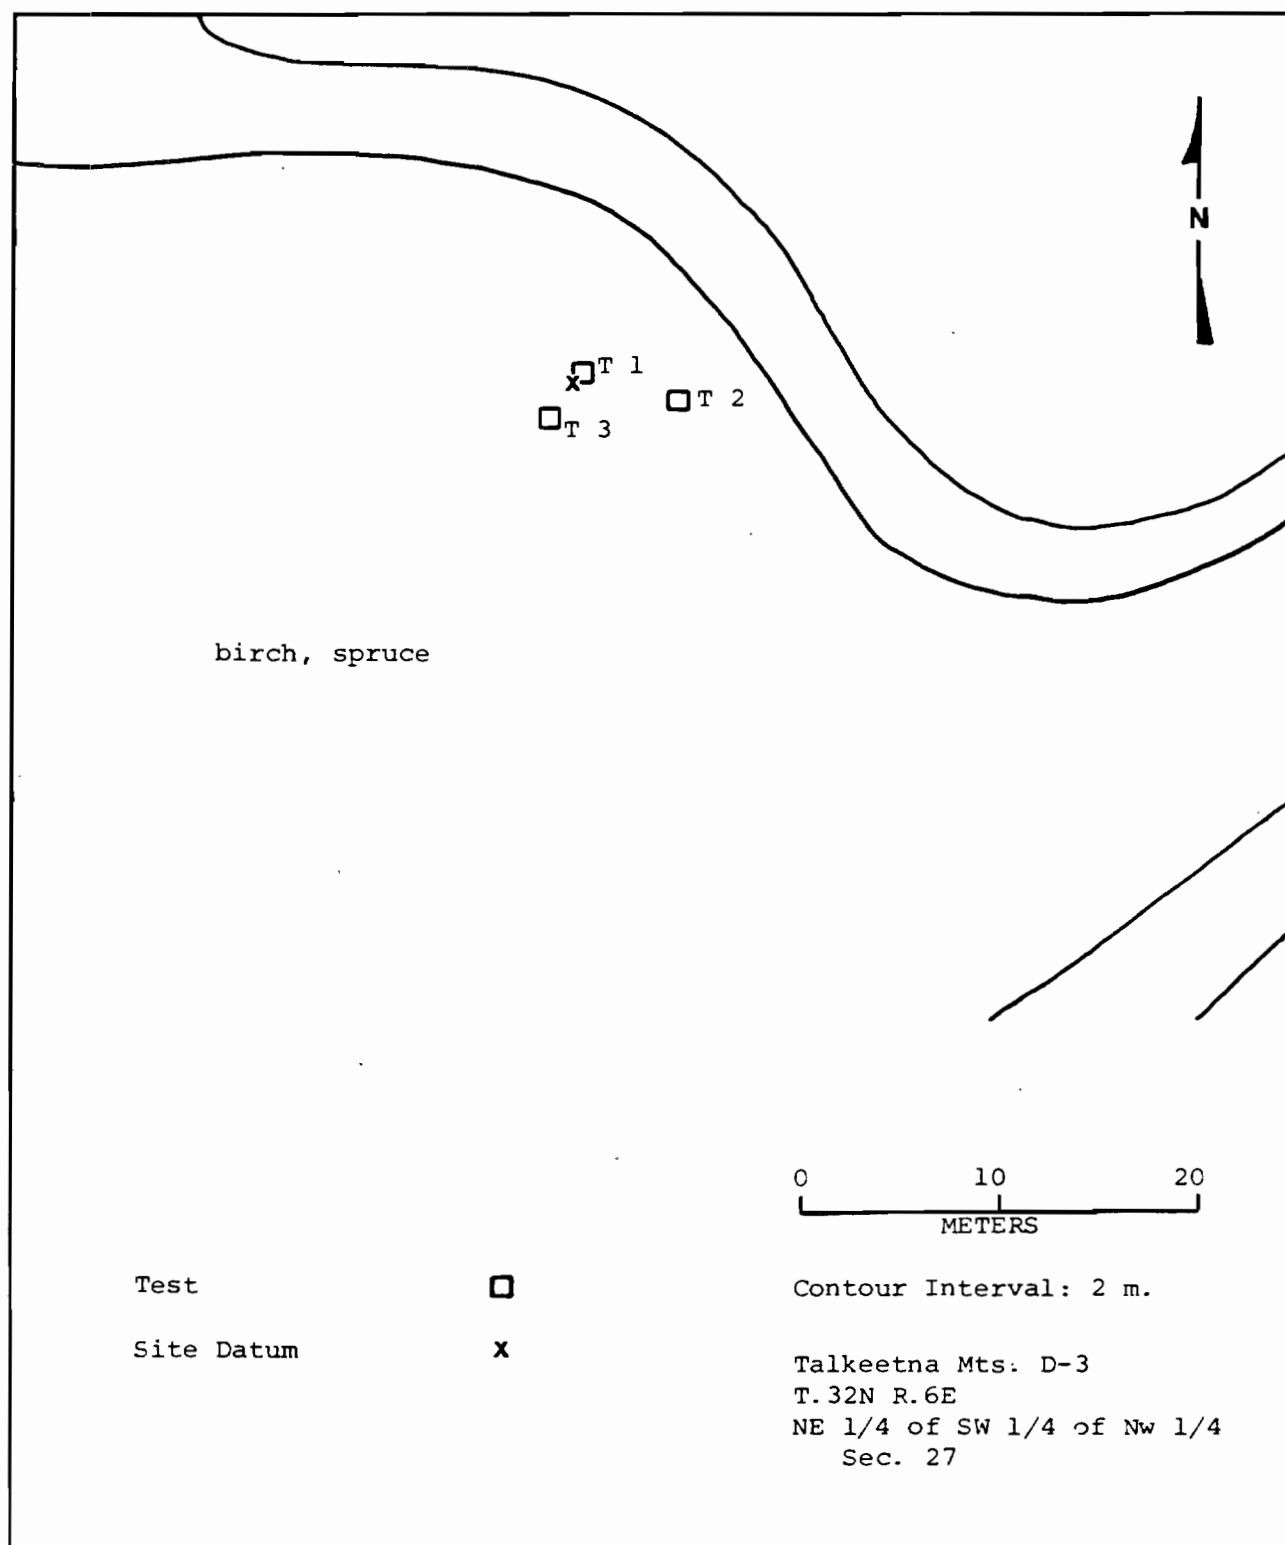 N
T 1
T 2
T 3
birch, spruce
0 10 20
METERS
Test
Contour Interval: 2 m.
Site Datum x
Talkeetna Mts. D-3
T.32N R.6E
NE 1/4 of SW 1/4 of Nw 1/4
Sec. 27